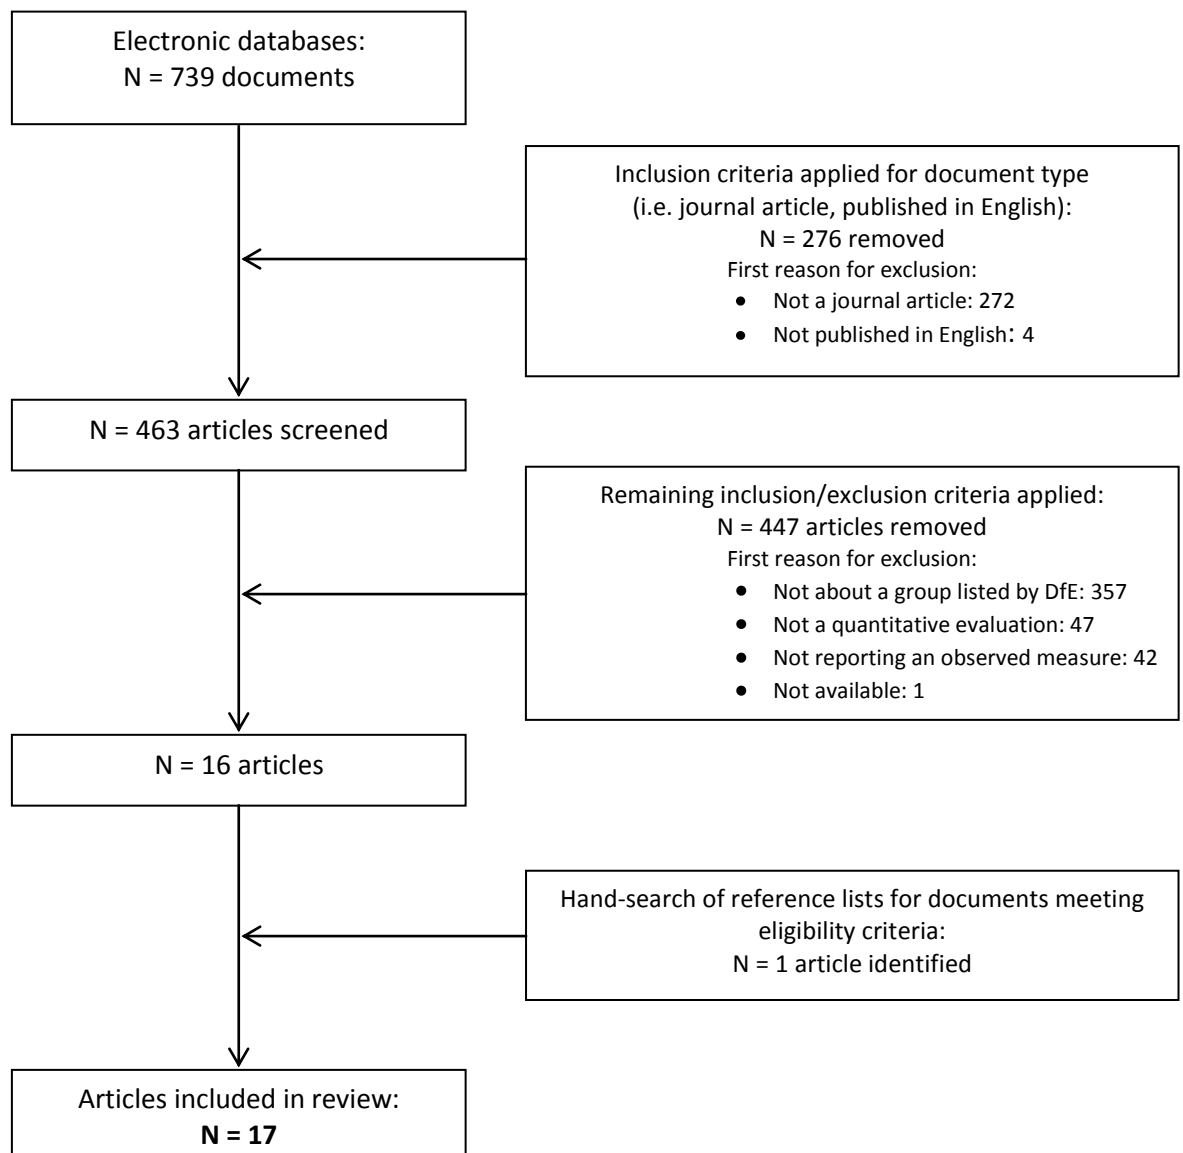 Electronic databases:
N = 739 documents
Inclusion criteria applied for document type
(i.e. journal article, published in English):
N = 276 removed
First reason for exclusion:
• Not a journal article: 272
• Not published in English: 4
N = 463 articles screened
Remaining inclusion/exclusion criteria applied:
N = 447 articles removed
First reason for exclusion:
• Not about a group listed by DfE: 357
• Not a quantitative evaluation: 47
• Not reporting an observed measure: 42
• Not available: 1
N = 16 articles
Hand-search of reference lists for documents meeting
eligibility criteria:
N = 1 article identified
Articles included in review:
N = 17